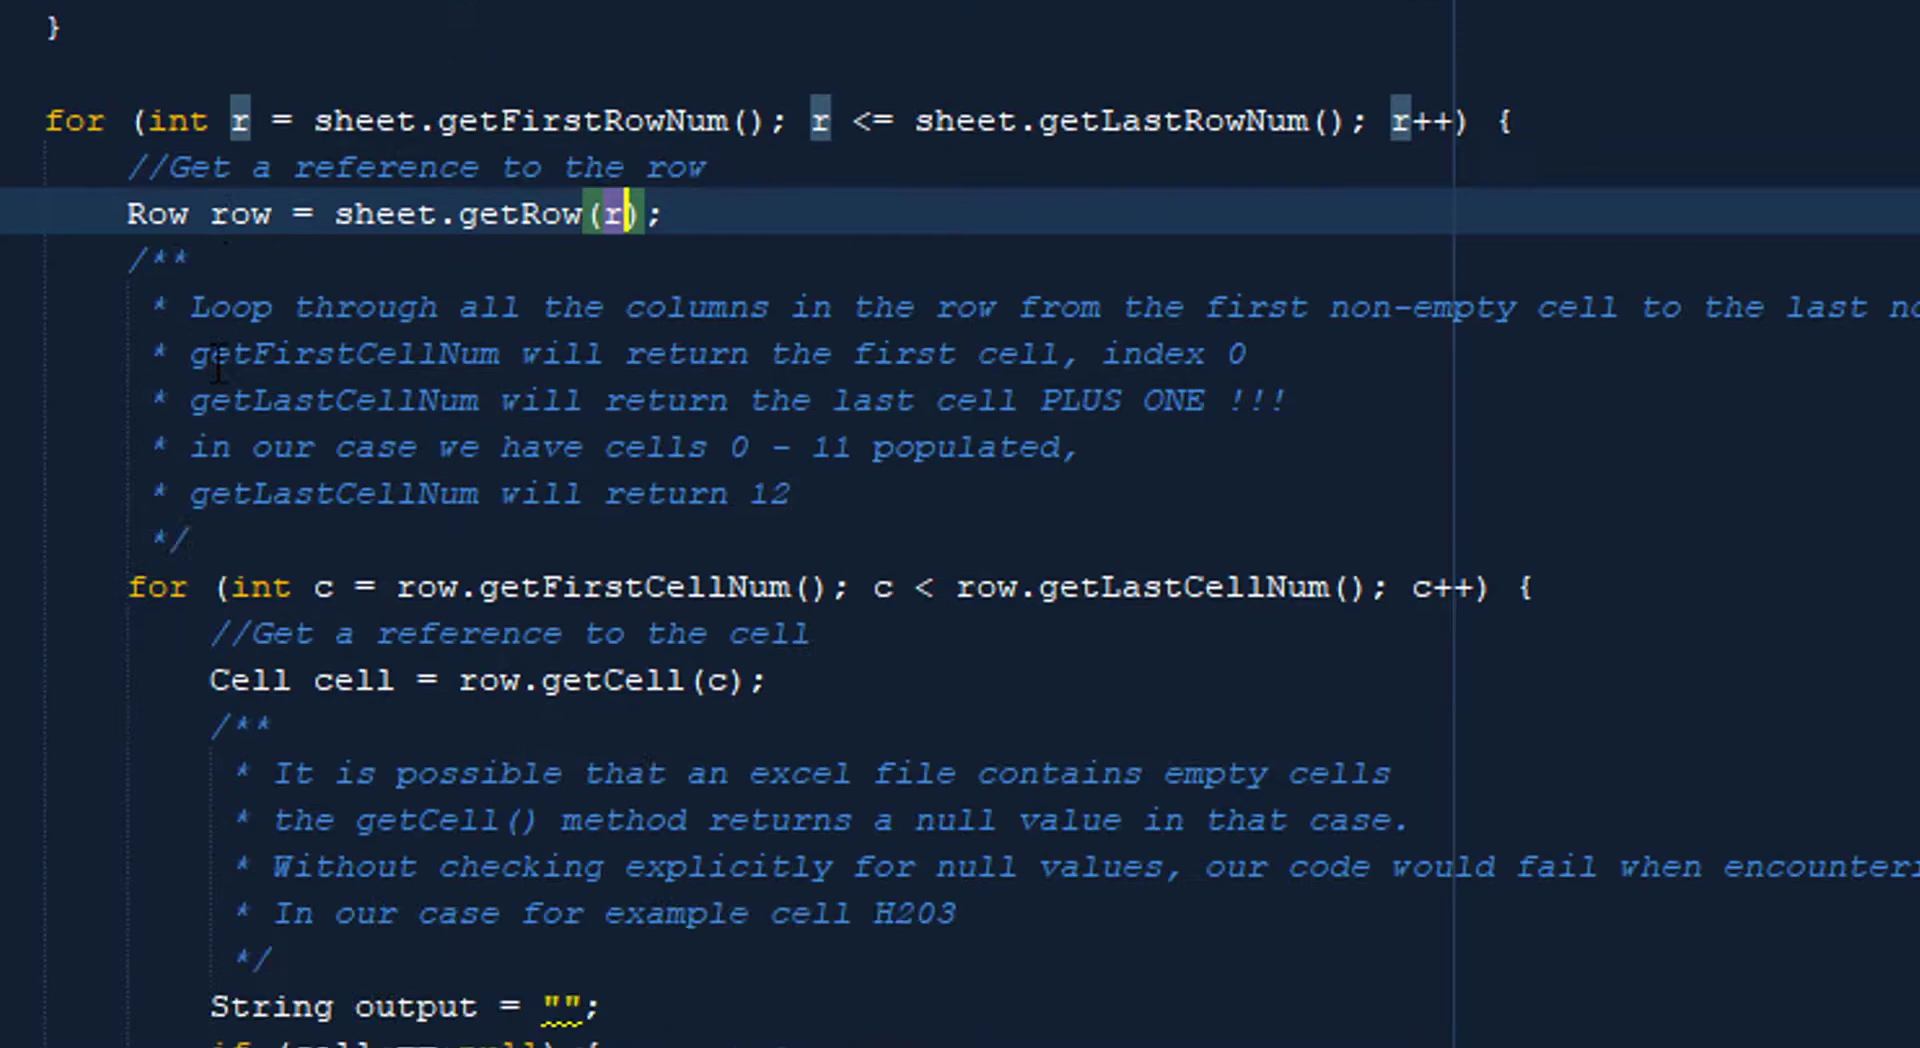 }
for (int r = sheet.getFirstRowNum(); r <= sheet.getLastRowNum(); r++) {
//Get a reference to the row
Row row = sheet.getRow(r);
/**
* Loop through all the columns in the row from the first non-empty cell to the last
* getFirstCellNum will return the first cell, index 0
* getLastCellNum will return the last cell PLUS ONE !!!
* in our case we have cells 0 - 11 populated,
* getLastCellNum will return 12
*/
for (int c = row.getFirstCellNum(); c < row.getLastCellNum(); c++) {
//Get a reference to the cell
Cell cell = row.getCell(c);
/**
* It is possible that an excel file contains empty cells
* the getCell() method returns a null value in that case.
* Without checking explicitly for null values, our code would fail when
* In our case for example cell H203
*/
String output = "";